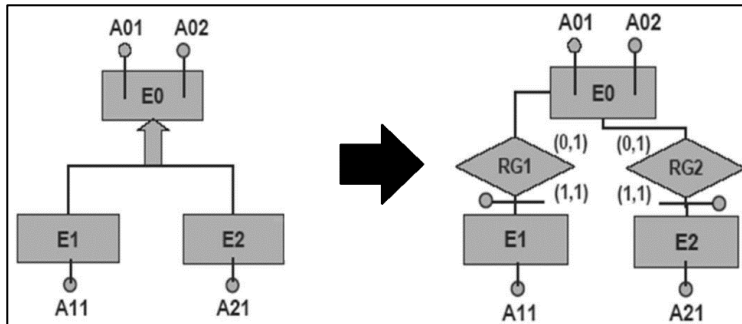 A01 A02
E0
E1 E2
A11 A21
A01 A02
E0
(0,1) (0,1)
RG1 RG2
(1,1) (1,1)
E1 E2
A11 A21